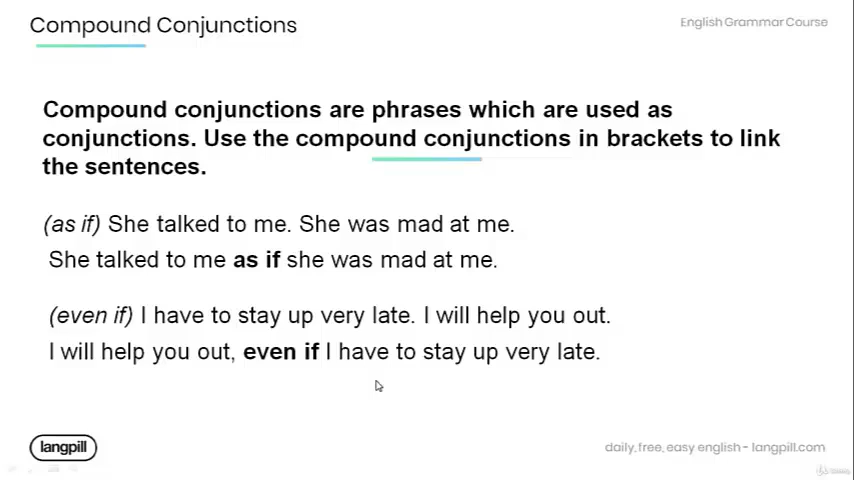 Compound Conjunctions
English Grammar Course
Compound conjunctions are phrases which are used as
conjunctions. Use the compound conjunctions in brackets to link
the sentences.
(as if) She talked to me. She was mad at me.
She talked to me as if she was mad at me.
(even if) I have to stay up very late. I will help you out.
I will help you out, even if I have to stay up very late.
langpill
daily, free, easy english - langpill.com